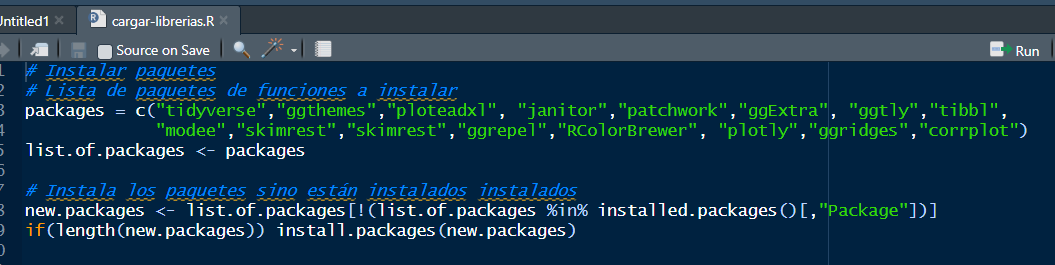 Untitled1 cargar-librerias.R
Source on Save Run
1 # Instalar paquetes
2 # Lista de paquetes de funciones a instalar
3 packages = c("tidyverse","ggthemes","ploteadxl", "janitor","patchwork","ggExtra", "ggtly","tibbl",
4 "modee","skimrest","skimrest","ggrepel","RColorBrewer", "plotly","ggridges","corrplot")
5 list.of.packages <- packages
6
7 # Instala los paquetes sino están instalados instalados
8 new.packages <- list.of.packages[!(list.of.packages %in% installed.packages()[,"Package"])]
9 if(length(new.packages)) install.packages(new.packages)
0